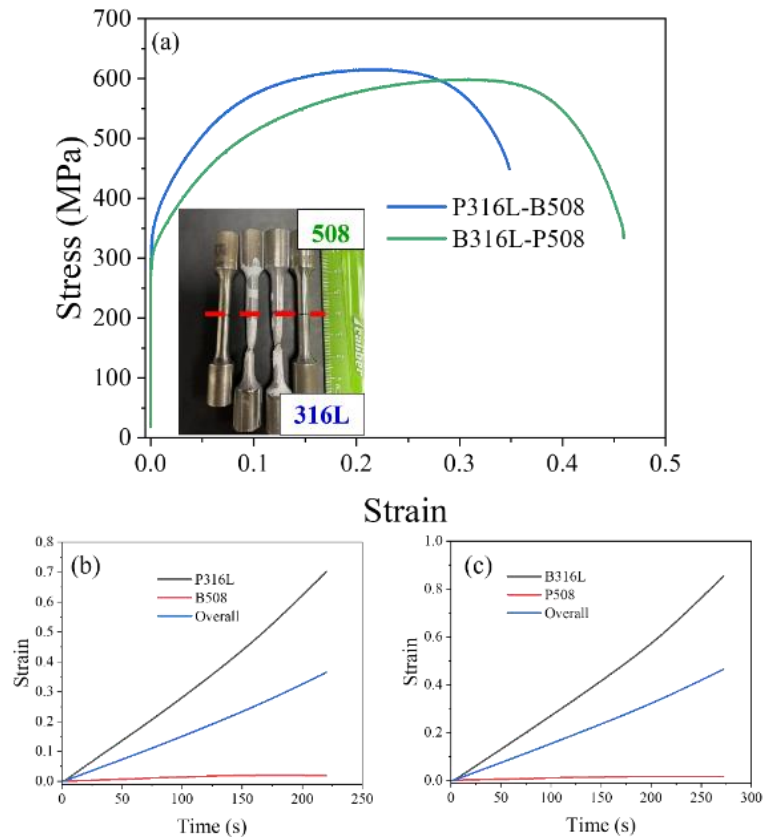 (a)
700
600
500
400
300
200
100
0
Stress (MPa)
P316L-B508
B316L-P508
508
316L
0.0 0.1 0.2 0.3 0.4 0.5
Strain
(b)
0.8
0.7
0.6
0.5
0.4
0.3
0.2
0.1
0.0
Strain
P316L
B508
Overall
0 50 100 150 200 250
Time (s)
(c)
1.0
0.8
0.6
0.4
0.2
0.0
Strain
B316L
P508
Overall
0 50 100 150 200 250 300
Time (s)